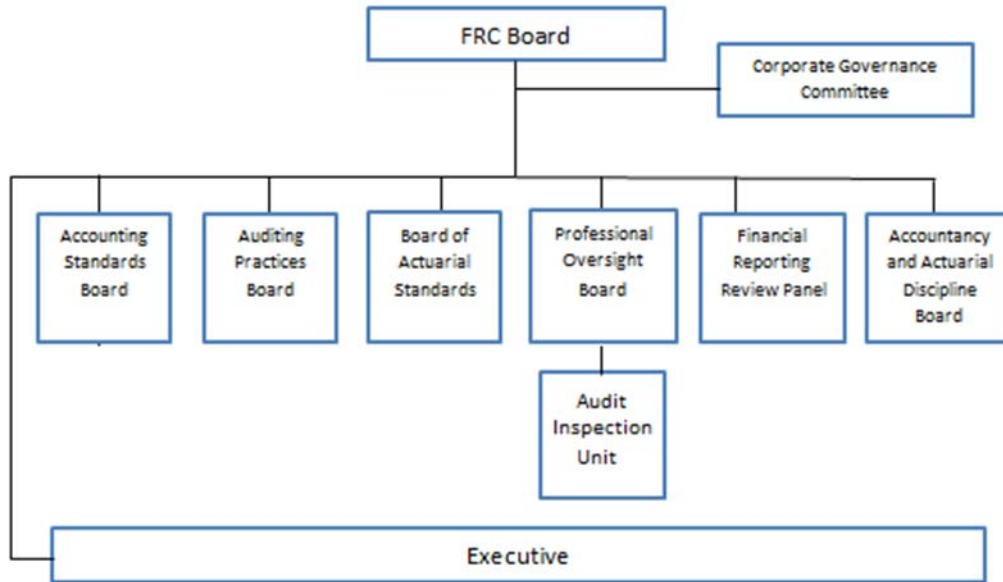 FRC Board
Corporate Governance
Committee
Accounting
Standards
Board
Auditing
Practices
Board
Board of
Actuarial
Standards
Professional
Oversight
Board
Financial
Reporting
Review Panel
Accountancy
and Actuarial
Discipline
Board
Audit
Inspection
Unit
Executive